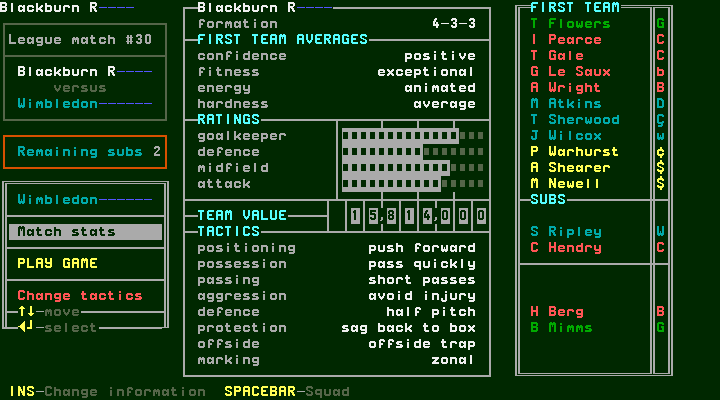 Blackburn R
League match #30
Blackburn R
versus
Wimbledon
Remaining subs 2
Wimbledon
Match stats
PLAY GAME
Change tactics
↑↓—move
select
Blackburn R
formation 4-3-3
FIRST TEAM AVERAGES
confidence positive
fitness exceptional
energy animated
hardness average
RATINGS
goalkeeper
defence
midfield
attack
TEAM VALUE 15,814,000
TACTICS
positioning push forward
possession pass quickly
passing short passes
aggression avoid injury
defence half pitch
protection sag back to box
offside offside trap
marking zonal
FIRST TEAM
T Flowers G
I Pearce C
T Gale C
G Le Saux b
A Wright B
M Atkins D
T Sherwood Ç
J Wilcox w
P Warhurst ¢
A Shearer $
M Newell $
SUBS
S Ripley W
C Hendry C
H Berg B
B Mimms G
INS—Change information SPACEBAR—Squad